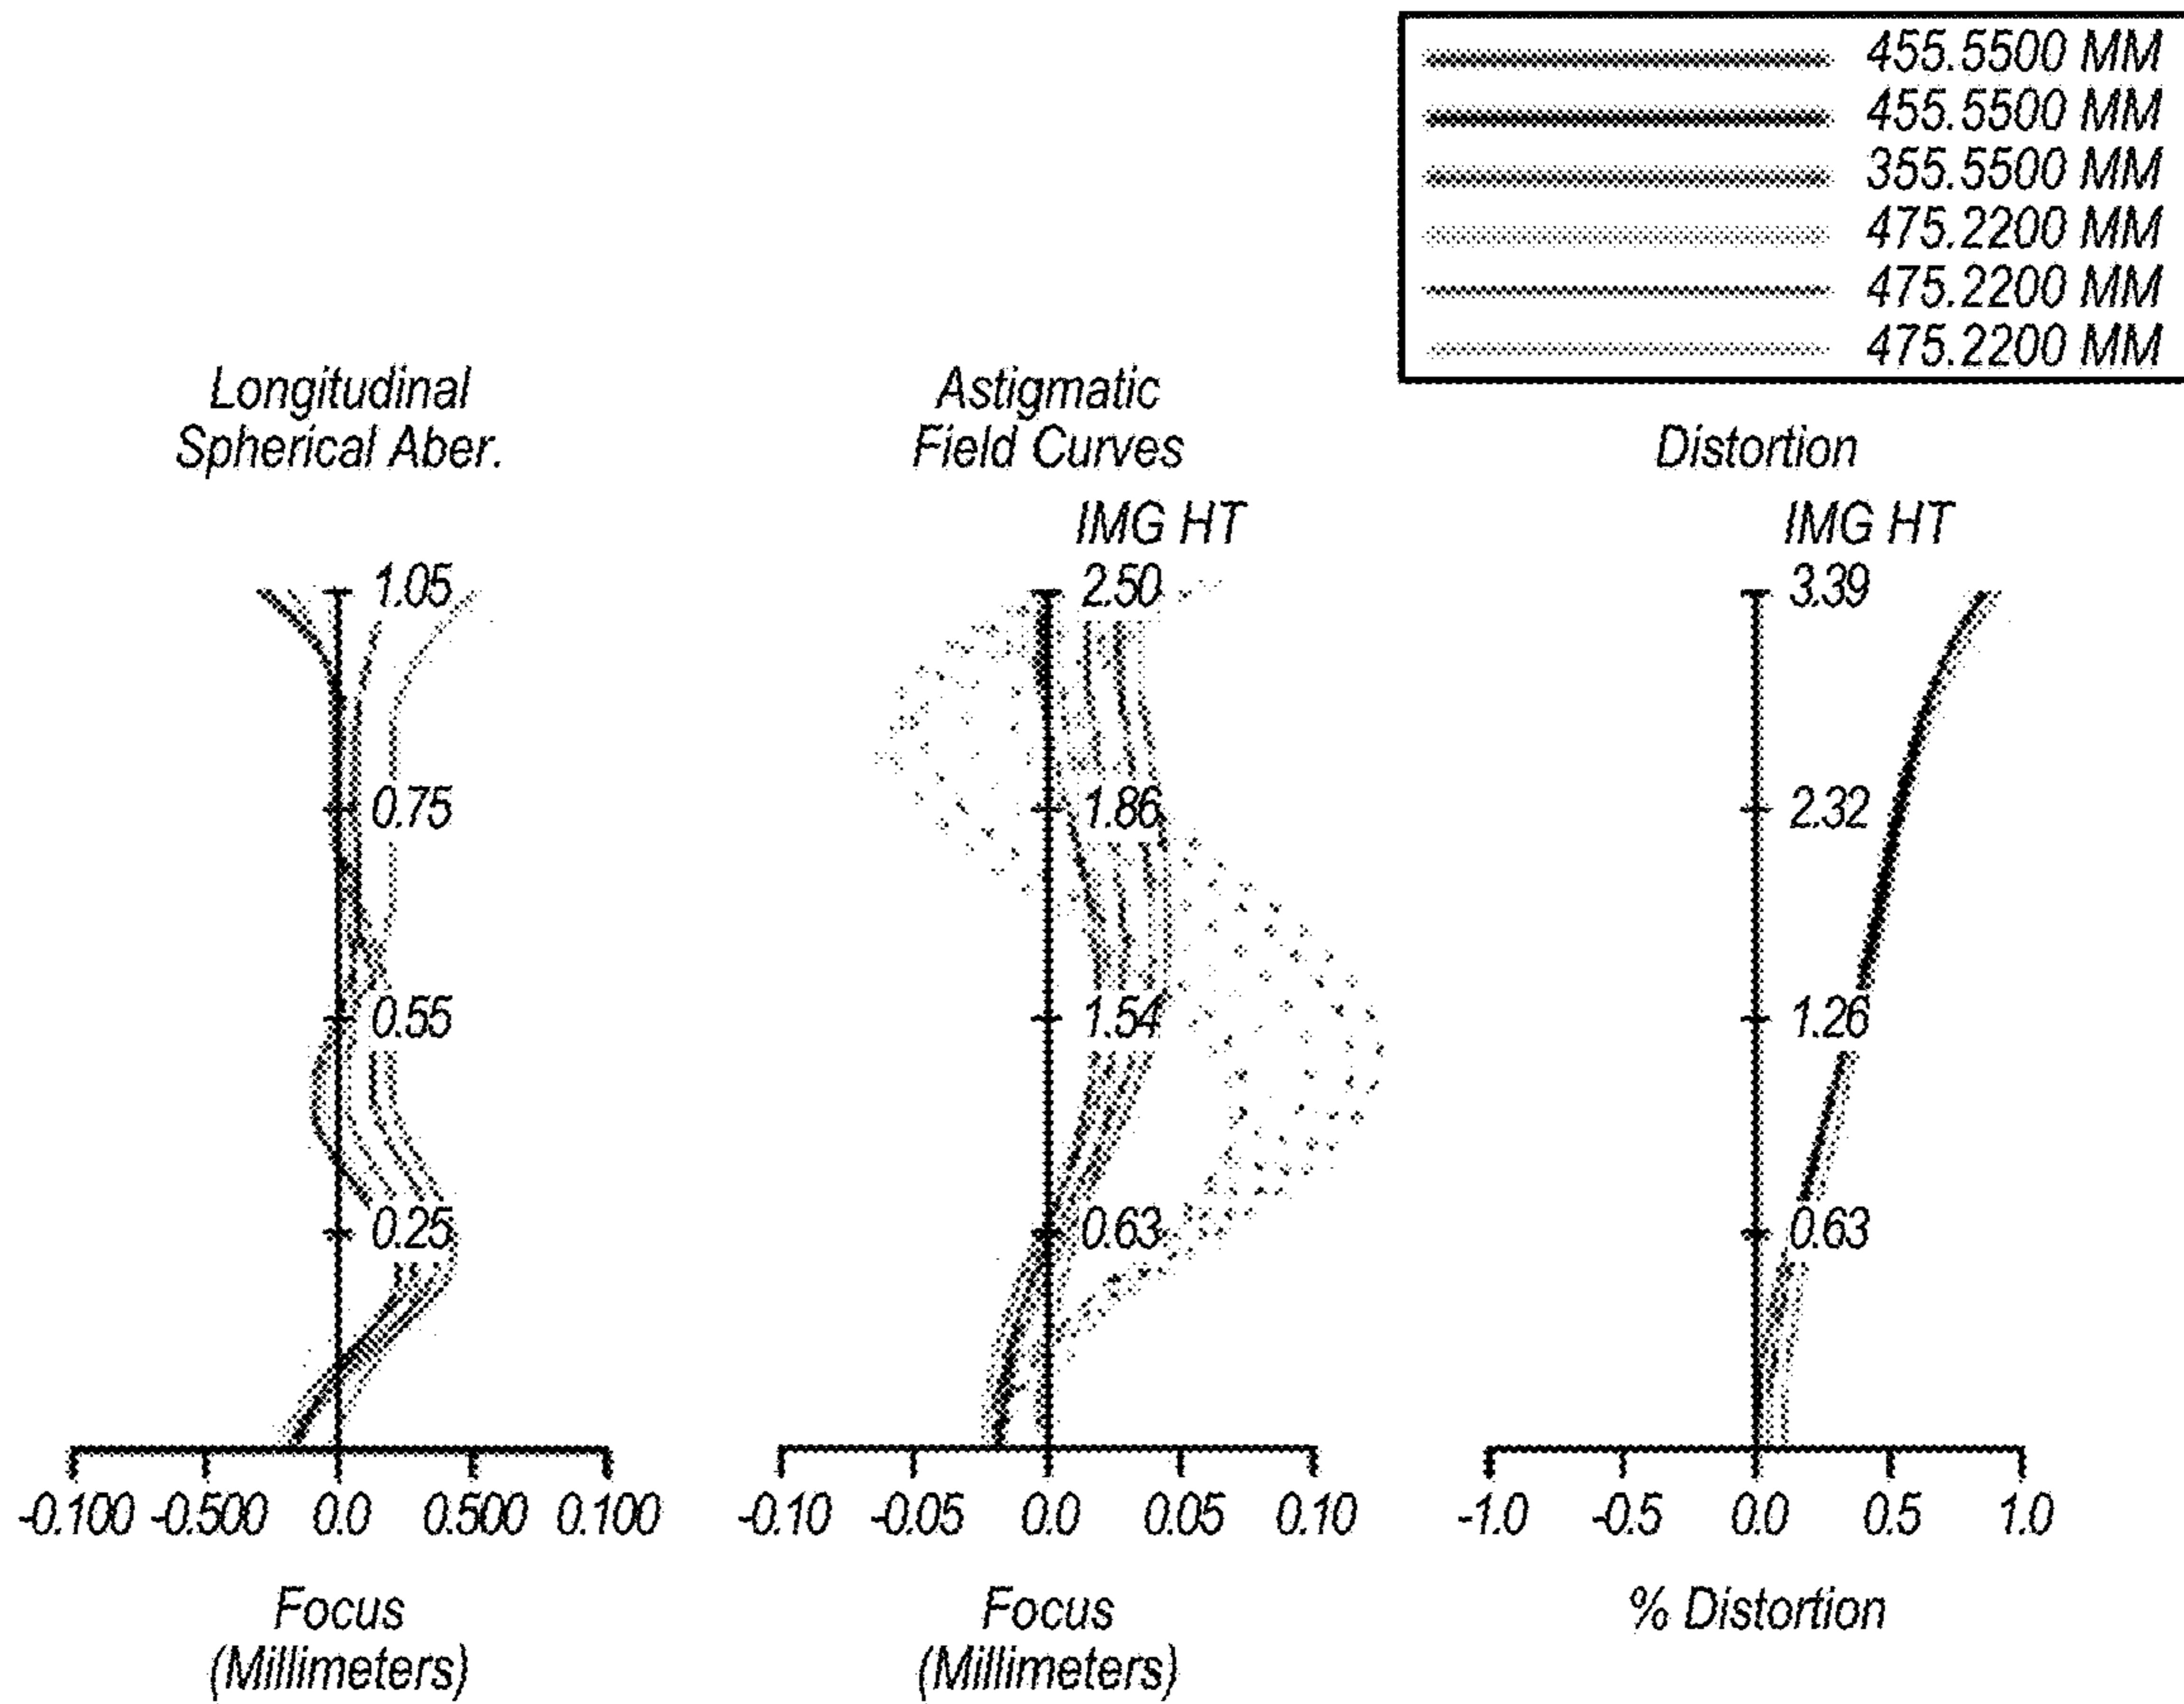 455.5500 MM
455.5500 MM
355.5500 MM
475.2200 MM
475.2200 MM
475.2200 MM
Longitudinal
Spherical Aber.
1.05
0.75
0.55
0.25
-0.100 -0.500 0.0 0.500 0.100
Focus
(Millimeters)
Astigmatic
Field Curves
IMG HT
2.50
1.86
1.54
0.63
-0.10 -0.05 0.0 0.05 0.10
Focus
(Millimeters)
Distortion
IMG HT
3.39
2.32
1.26
0.63
-1.0 -0.5 0.0 0.5 1.0
% Distortion